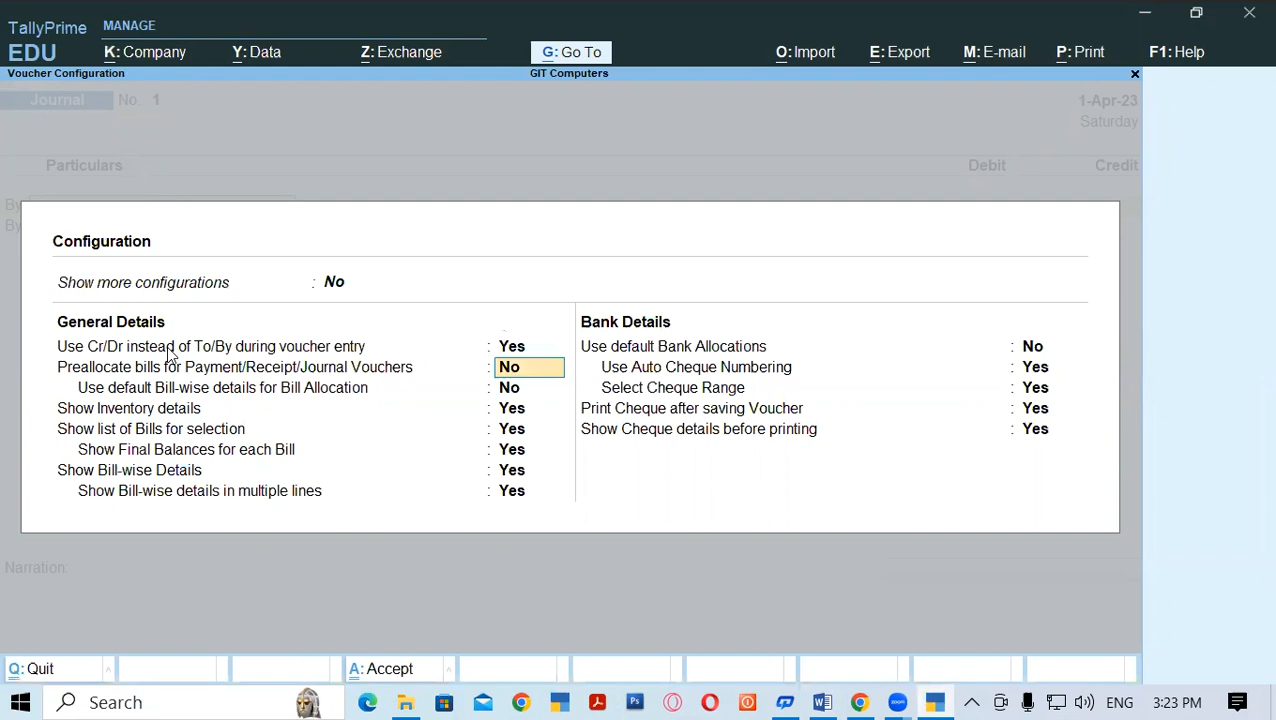 TallyPrime MANAGE
EDU K: Company Y: Data Z: Exchange G: Go To O: Import E: Export M: E-mail P: Print F1: Help
Voucher Configuration GIT Computers ×
Journal No. 1 1-Apr-23
Saturday
Particulars Debit Credit
By
By
Configuration
Show more configurations : No
General Details Bank Details
Use Cr/Dr instead of To/By during voucher entry : Yes Use default Bank Allocations : No
Preallocate bills for Payment/Receipt/Journal Vouchers : No Use Auto Cheque Numbering : Yes
Use default Bill-wise details for Bill Allocation : No Select Cheque Range : Yes
Show Inventory details : Yes Print Cheque after saving Voucher : Yes
Show list of Bills for selection : Yes Show Cheque details before printing : Yes
Show Final Balances for each Bill : Yes
Show Bill-wise Details : Yes
Show Bill-wise details in multiple lines : Yes
Narration:
Q: Quit A: Accept
Search Ps ENG 3:23 PM